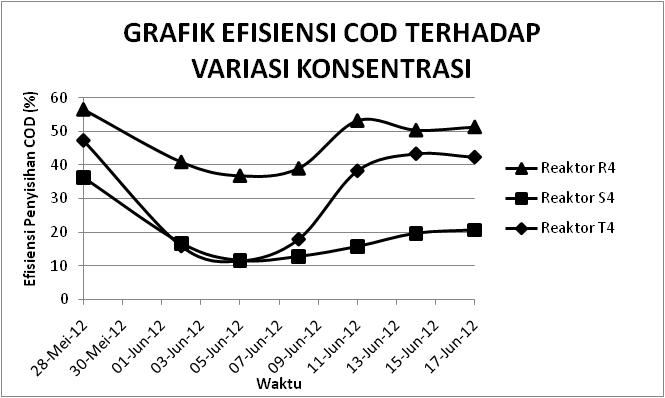 GRAFIK EFISIENSI COD TERHADAP
VARIASI KONSENTRASI
Efisiensi Penyisihan COD (%)
60
50
40
30
20
10
0
28-Mei-12
30-Mei-12
01-Jun-12
03-Jun-12
05-Jun-12
07-Jun-12
09-Jun-12
11-Jun-12
13-Jun-12
15-Jun-12
17-Jun-12
Waktu
Reaktor R4
Reaktor S4
Reaktor T4